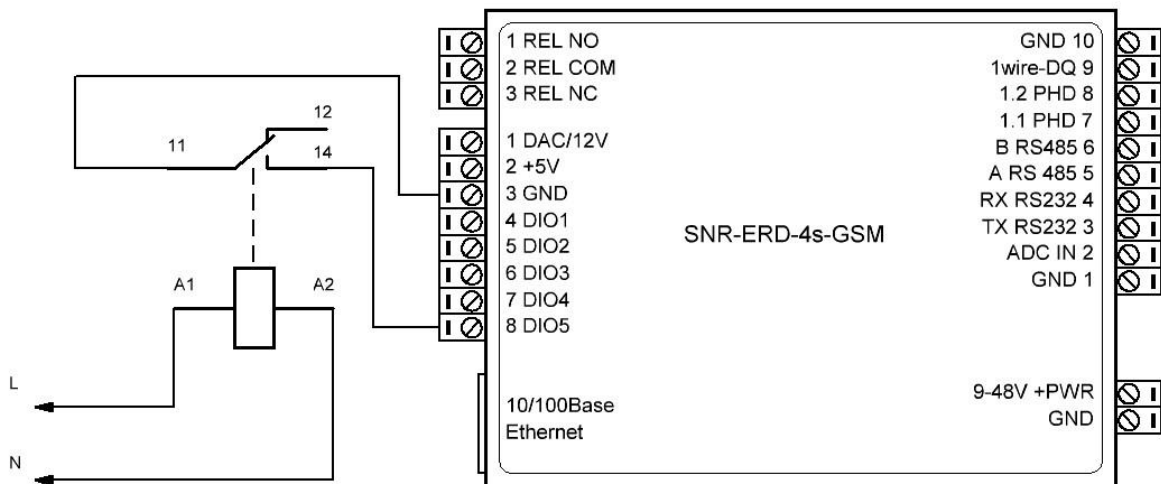 1 REL NO
2 REL COM
3 REL NC
1 DAC/12V
2 +5V
3 GND
4 DIO1
5 DIO2
6 DIO3
7 DIO4
8 DIO5
10/100Base
Ethernet
SNR-ERD-4s-GSM
GND 10
1wire-DQ 9
1.2 PHD 8
1.1 PHD 7
B RS485 6
A RS 485 5
RX RS232 4
TX RS232 3
ADC IN 2
GND 1
9-48V +PWR
GND
12
11
14
A1
A2
L
N